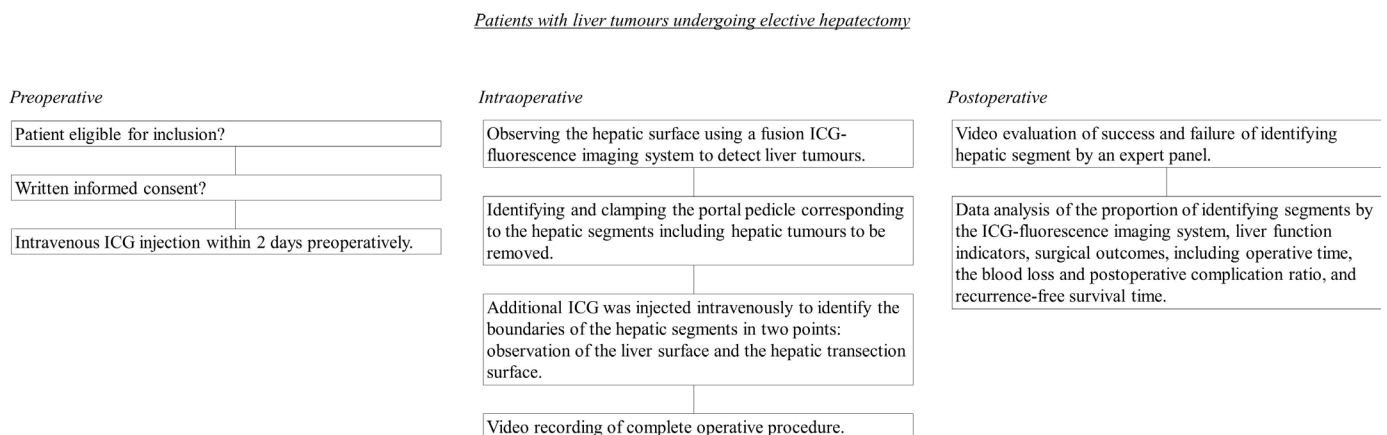 Patients with liver tumours undergoing elective hepatectomy
Preoperative
Patient eligible for inclusion?
Written informed consent?
Intravenous ICG injection within 2 days preoperatively.
Intraoperative
Observing the hepatic surface using a fusion ICG-
fluorescence imaging system to detect liver tumours.
Identifying and clamping the portal pedicle corresponding
to the hepatic segments including hepatic tumours to be
removed.
Additional ICG was injected intravenously to identify the
boundaries of the hepatic segments in two points:
observation of the liver surface and the hepatic transection
surface.
Video recording of complete operative procedure.
Postoperative
Video evaluation of success and failure of identifying
hepatic segment by an expert panel.
Data analysis of the proportion of identifying segments by
the ICG-fluorescence imaging system, liver function
indicators, surgical outcomes, including operative time,
the blood loss and postoperative complication ratio, and
recurrence-free survival time.